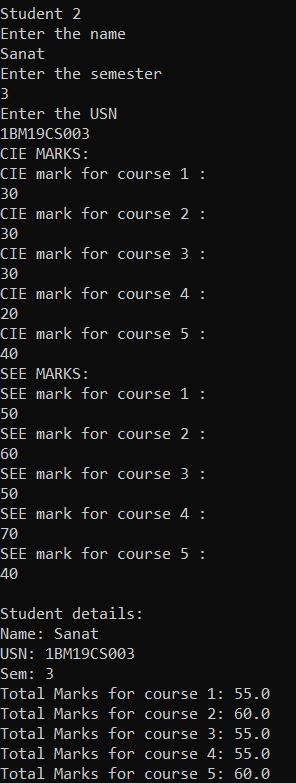 Student 2
Enter the name
Sanat
Enter the semester
3
Enter the USN
1BM19CS003
CIE MARKS:
CIE mark for course 1 :
30
CIE mark for course 2 :
30
CIE mark for course 3 :
30
CIE mark for course 4 :
20
CIE mark for course 5 :
40
SEE MARKS:
SEE mark for course 1 :
50
SEE mark for course 2 :
60
SEE mark for course 3 :
50
SEE mark for course 4 :
70
SEE mark for course 5 :
40
Student details:
Name: Sanat
USN: 1BM19CS003
Sem: 3
Total Marks for course 1: 55.0
Total Marks for course 2: 60.0
Total Marks for course 3: 55.0
Total Marks for course 4: 55.0
Total Marks for course 5: 60.0